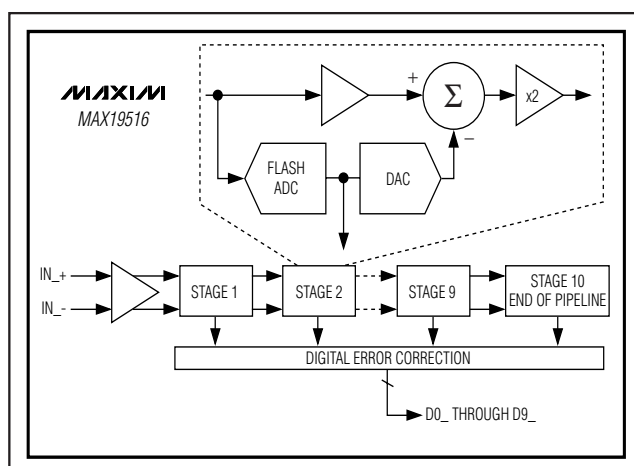 MAXIM
MAX19516
+
Σ
x2
−
FLASH
ADC
DAC
IN_+
IN_-
STAGE 1
STAGE 2
STAGE 9
STAGE 10
END OF PIPELINE
DIGITAL ERROR CORRECTION
D0_ THROUGH D9_